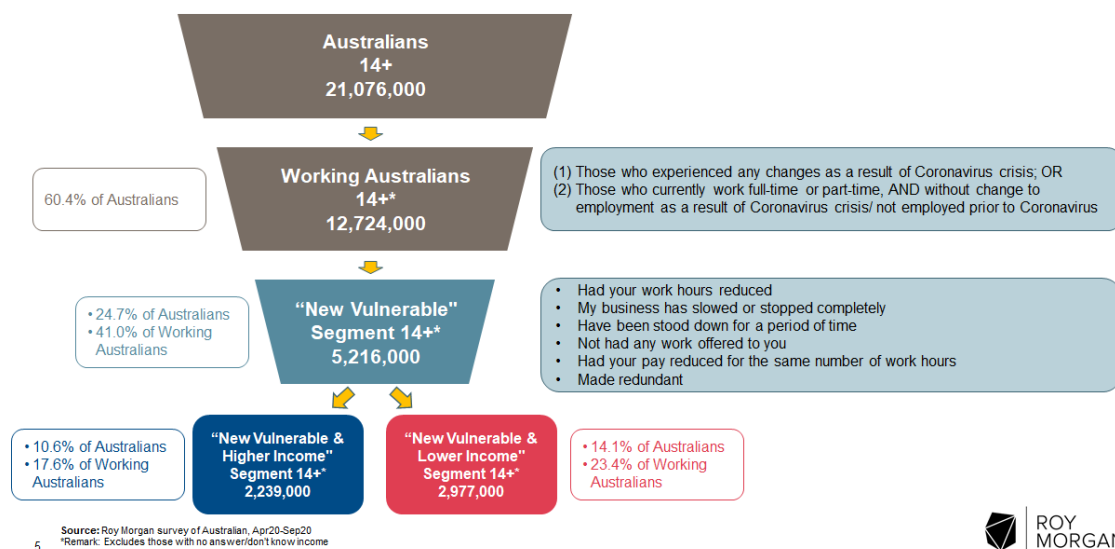 Australians
14+
21,076,000
60.4% of Australians
Working Australians
14+*
12,724,000
(1) Those who experienced any changes as a result of Coronavirus crisis; OR
(2) Those who currently work full-time or part-time, AND without change to
employment as a result of Coronavirus crisis/ not employed prior to Coronavirus
• 24.7% of Australians
• 41.0% of Working
Australians
“New Vulnerable"
Segment 14+*
5,216,000
• Had your work hours reduced
• My business has slowed or stopped completely
• Have been stood down for a period of time
• Not had any work offered to you
• Had your pay reduced for the same number of work hours
• Made redundant
• 10.6% of Australians
• 17.6% of Working
Australians
“New Vulnerable &
Higher Income"
Segment 14+*
2,239,000
“New Vulnerable &
Lower Income"
Segment 14+*
2,977,000
• 14.1% of Australians
• 23.4% of Working
Australians
Source: Roy Morgan survey of Australian, Apr20-Sep20
*Remark: Excludes those with no answer/don't know income
5
ROY
MORGAN